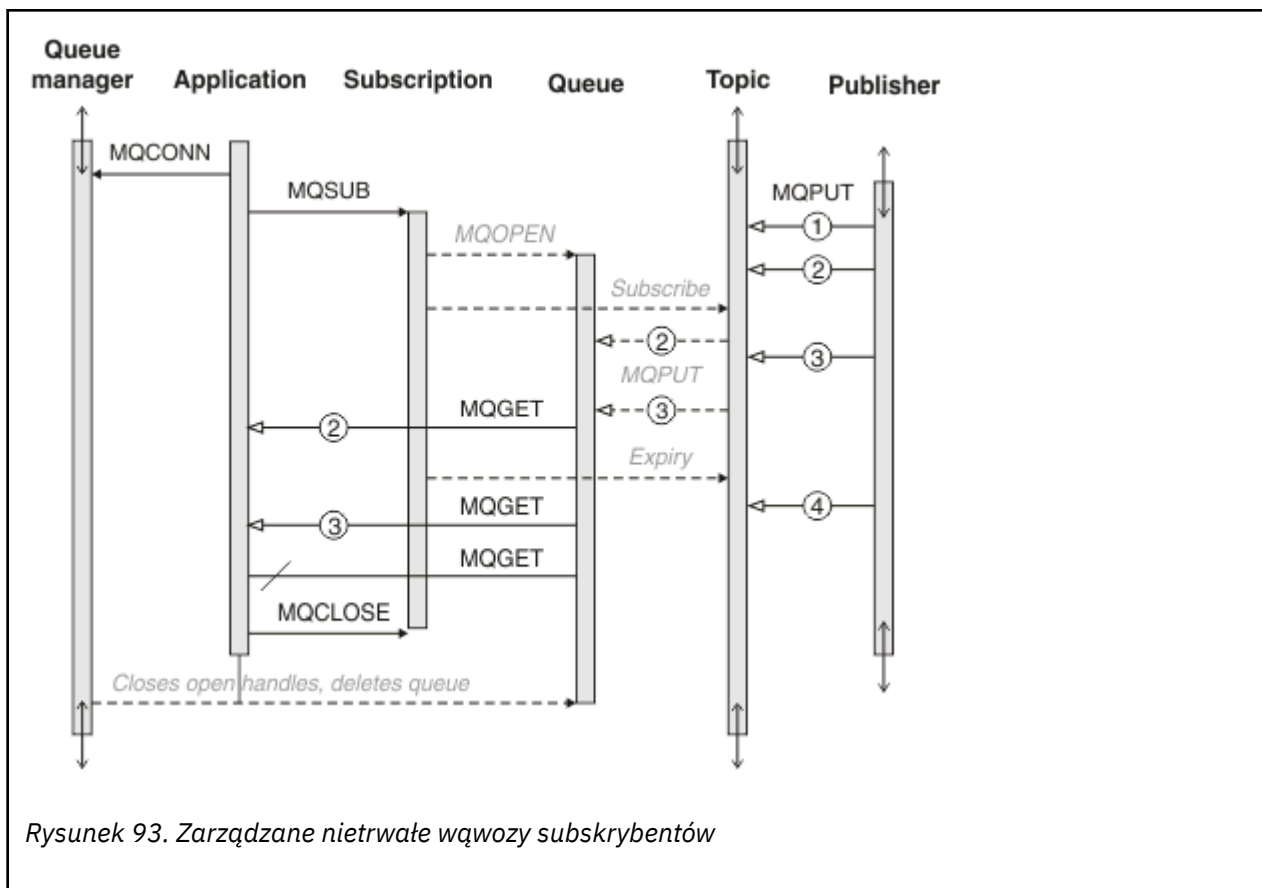 Queue manager
Application
Subscription
Queue
Topic
Publisher
MQCONN
MQSUB
MQPUT
1
MQOPEN
2
Subscribe
2
3
MQPUT
MQGET
3
2
Expiry
MQGET
4
3
MQGET
MQCLOSE
Closes open handles, deletes queue
Rysunek 93. Zarządzane nietrwałe wąwozy subskrybentów